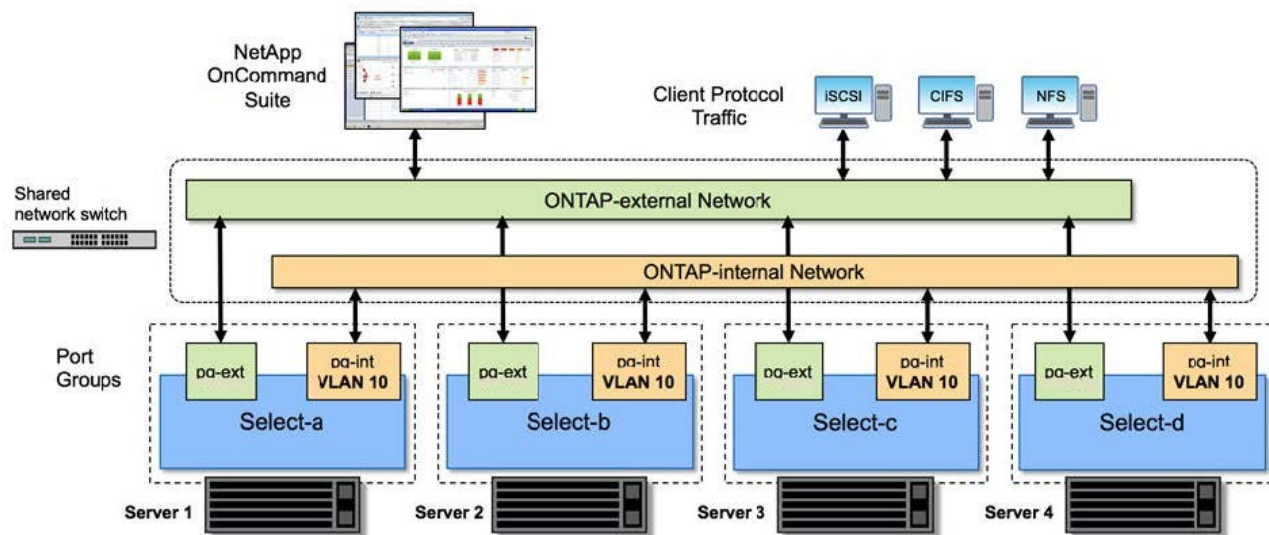 NetApp
OnCommand
Suite
Client Protocol
Traffic
iSCSI
CIFS
NFS
Shared
network switch
ONTAP-external Network
ONTAP-internal Network
Port
Groups
pg-ext
pg-int
VLAN 10
Select-a
pg-ext
pg-int
VLAN 10
Select-b
pg-ext
pg-int
VLAN 10
Select-c
pg-ext
pg-int
VLAN 10
Select-d
Server 1
Server 2
Server 3
Server 4